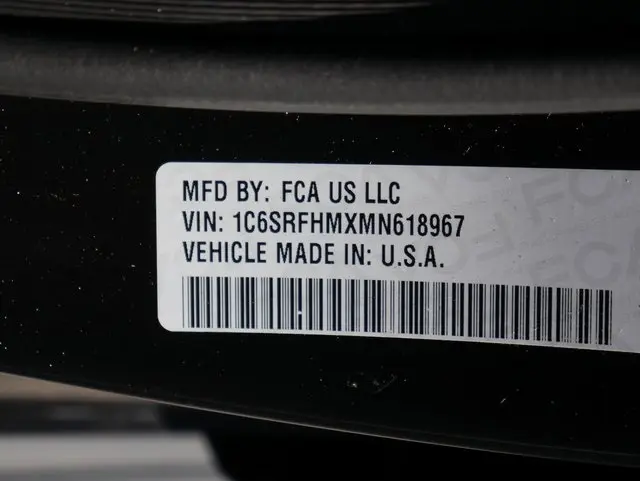 MFD BY: FCA US LLC
VIN: 1C6SRFHMXMN618967
VEHICLE MADE IN: U.S.A.